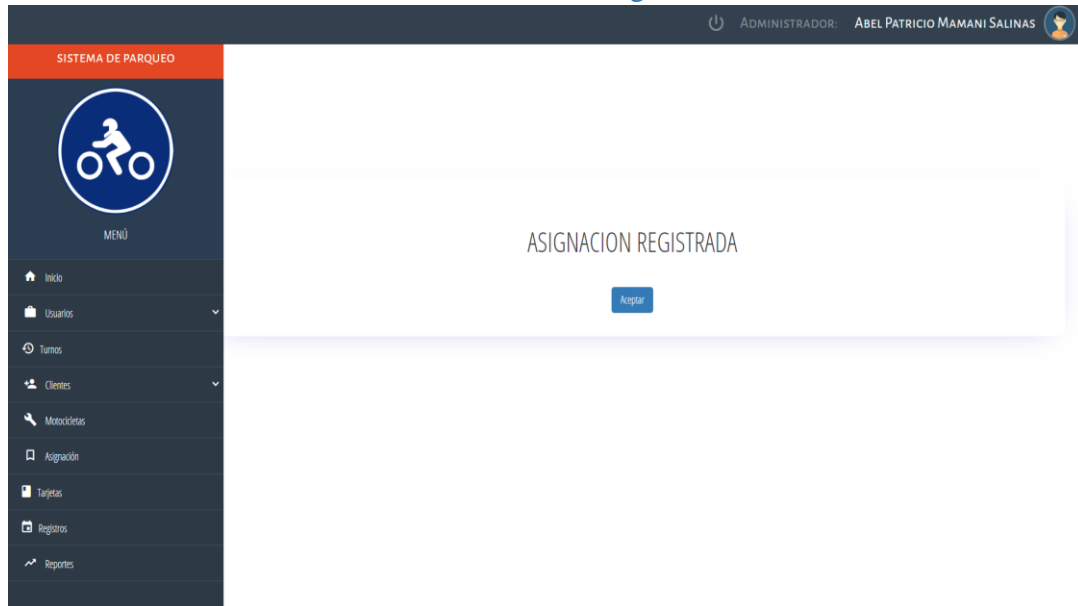 ADMINISTRADOR: ABEL PATRICIO MAMANI SALINAS
SISTEMA DE PARQUEO
MENÚ
Inicio
Usuarios
Turnos
Clientes
Motocicletas
Asignación
Tarjetas
Registros
Reportes
ASIGNACION REGISTRADA
Aceptar